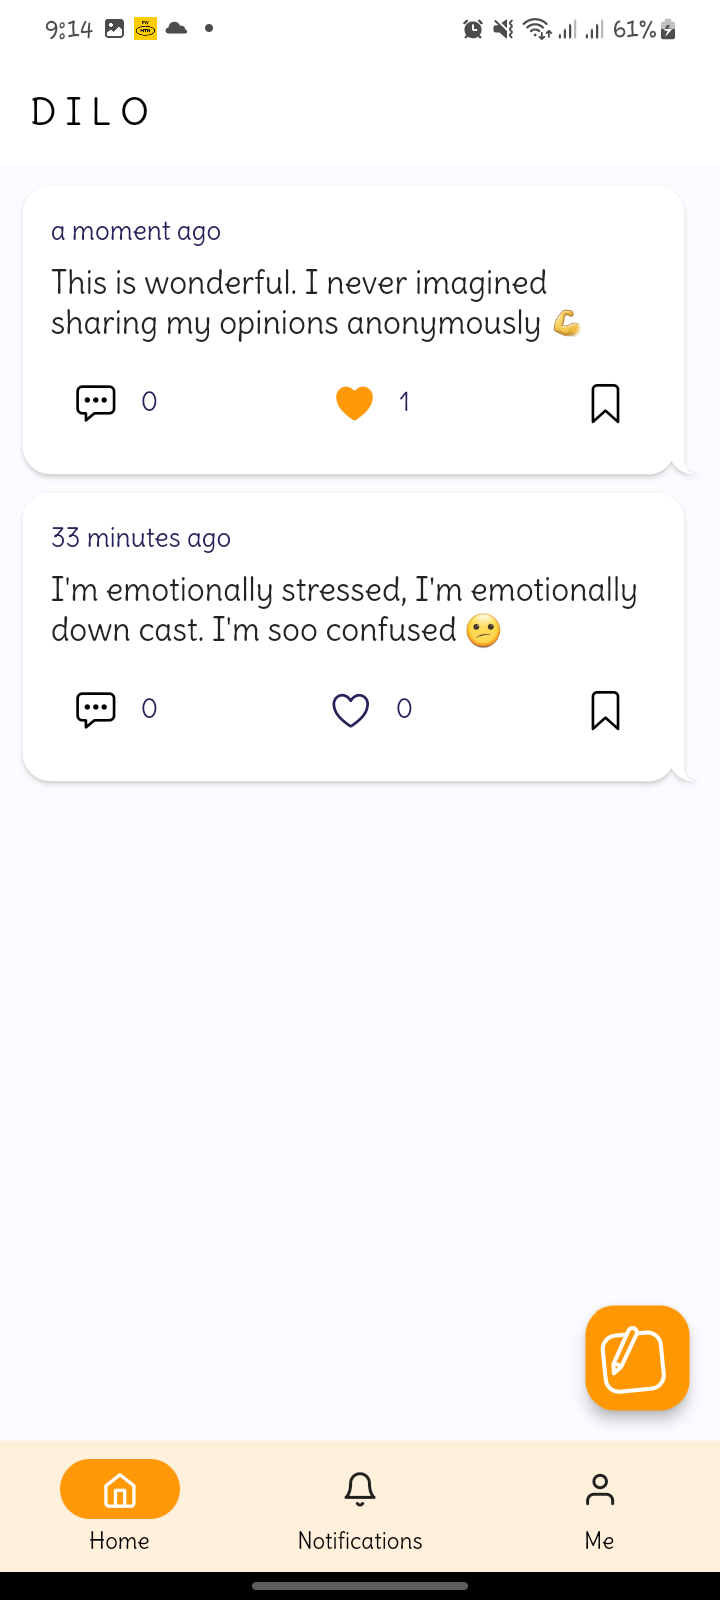 9:14 61%
DILO
a moment ago
This is wonderful. I never imagined
sharing my opinions anonymously 💪
0 1
33 minutes ago
I'm emotionally stressed, I'm emotionally
down cast. I'm soo confused 😕
0 0
Home Notifications Me